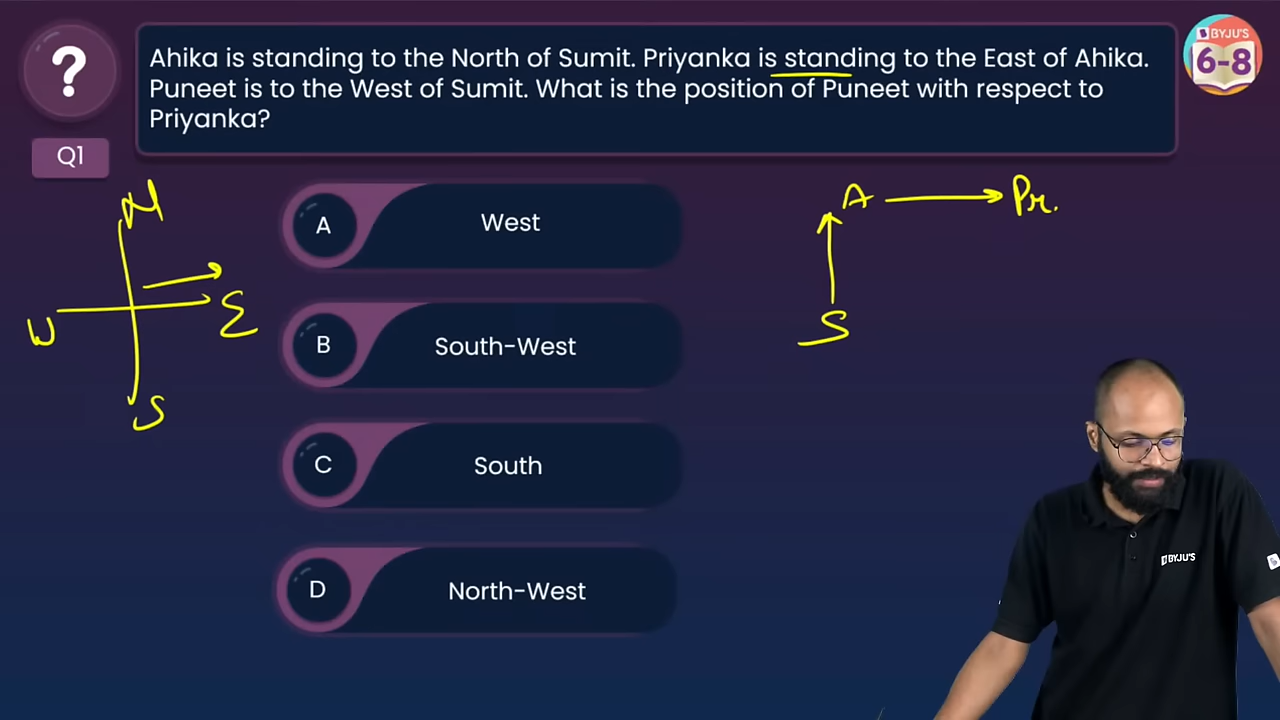 ?
Ahika is standing to the North of Sumit. Priyanka is standing to the East of Ahika.
Puneet is to the West of Sumit. What is the position of Puneet with respect to
Priyanka?
BYJU'S
6-8
Q1
N
W
E
S
A
West
B
South-West
C
South
D
North-West
A
Pr.
S
BYJU'S